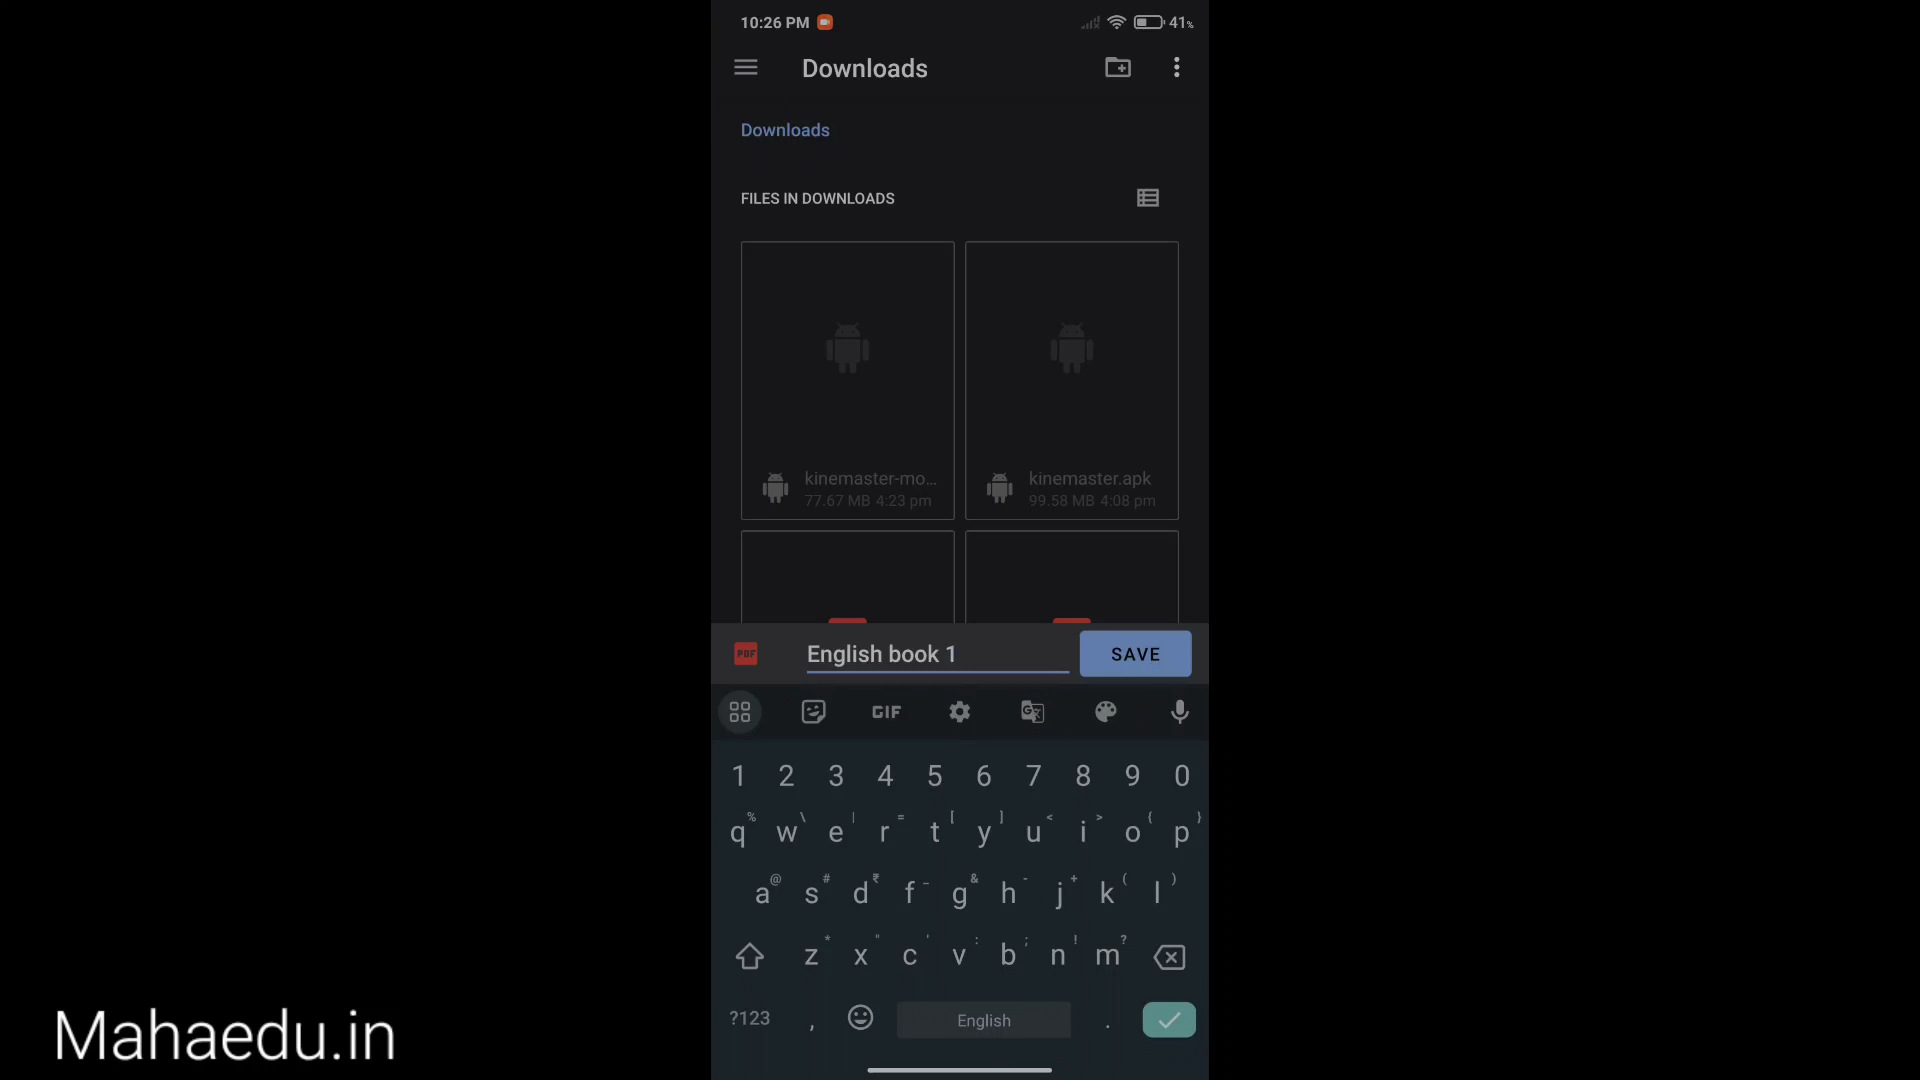 10:26 PM 41%
Downloads
Downloads
FILES IN DOWNLOADS
kinemaster-mo...
77.67 MB 4:23 pm
kinemaster.apk
99.58 MB 4:08 pm
PDF English book 1 SAVE
GIF
1 2 3 4 5 6 7 8 9 0
% \ | = [ ] < > { }
q w e r t y u i o p
@ # ₹ _ & - + ( )
a s d f g h j k l
* " ' : ; ! ?
z x c v b n m
?123 , English .
Mahaedu.in